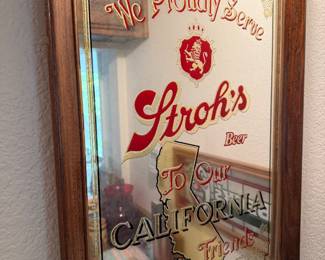 We Proudly Serve
Stroh's
Beer
To Our
CALIFORNIA
Friends